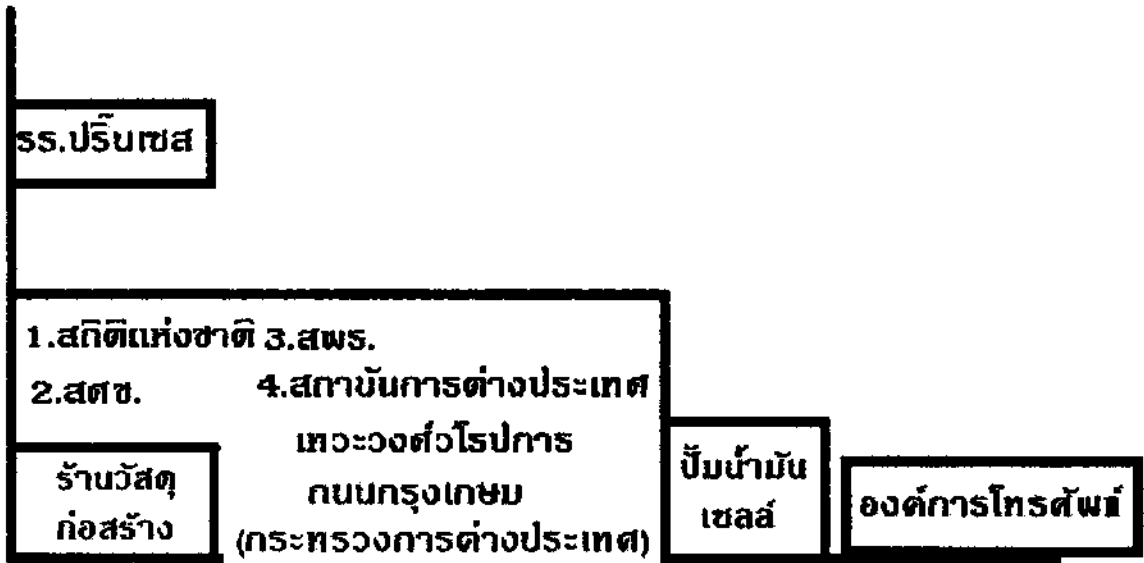 รร.ปริ๊นเซส
1.สถิติแห่งชาติ 3.สพร.
2.สศช. 4.สถาบันการต่างประเทศ
เทวะวงศ์วโรปการ
ถนนกรุงเกษม
(กระทรวงการต่างประเทศ)
ร้านวัสดุ
ก่อสร้าง
ปั๊มน้ำมัน
เชลล์
องค์การโทรศัพท์